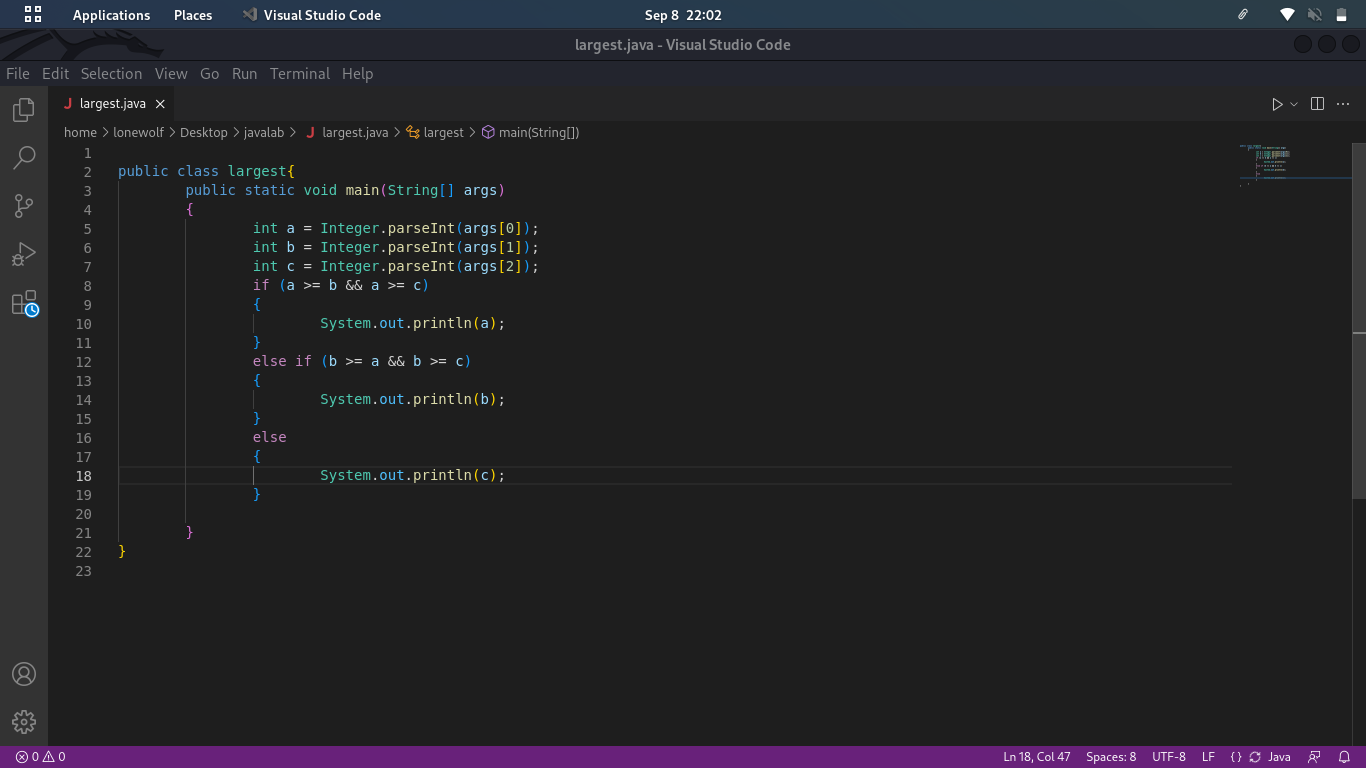 Applications Places Visual Studio Code Sep 8 22:02
largest.java - Visual Studio Code
File Edit Selection View Go Run Terminal Help
J largest.java
home > lonewolf > Desktop > javalab > J largest.java > largest > main(String[])
1
2 public class largest{
3         public static void main(String[] args)
4         {
5                 int a = Integer.parseInt(args[0]);
6                 int b = Integer.parseInt(args[1]);
7                 int c = Integer.parseInt(args[2]);
8                 if (a >= b && a >= c)
9                 {
10                         System.out.println(a);
11                 }
12                 else if (b >= a && b >= c)
13                 {
14                         System.out.println(b);
15                 }
16                 else
17                 {
18                         System.out.println(c);
19                 }
20
21         }
22 }
23
0 0 Ln 18, Col 47 Spaces: 8 UTF-8 LF {} Java